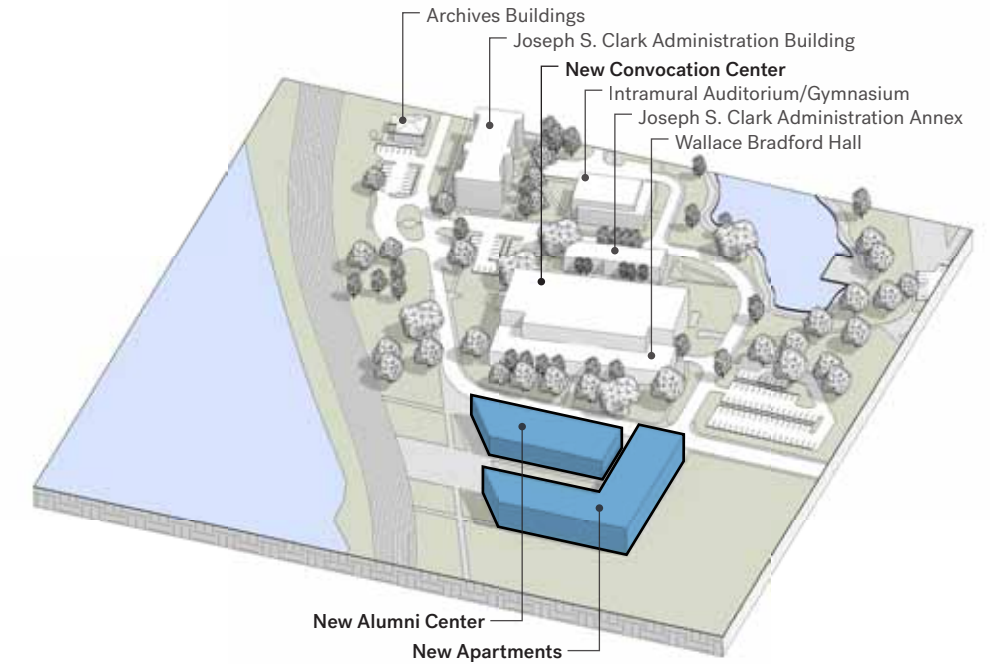 Archives Buildings
Joseph S. Clark Administration Building
New Convocation Center
Intramural Auditorium/Gymnasium
Joseph S. Clark Administration Annex
Wallace Bradford Hall
New Alumni Center
New Apartments